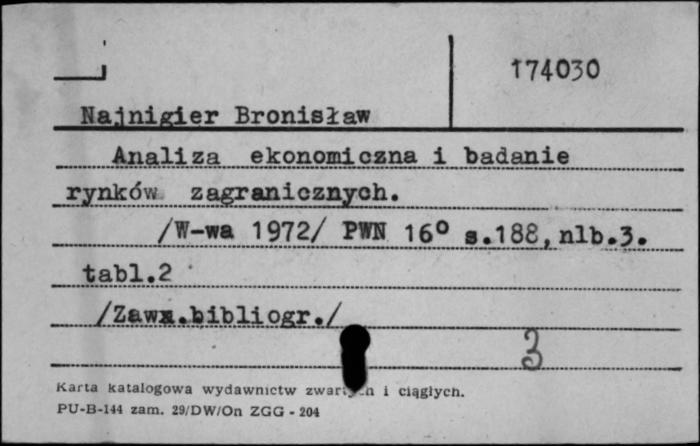 174030
Najnigier Bronisław
Analiza ekonomiczna i badanie
rynków zagranicznych.
/W-wa 1972/ PWN 16° s.188, nlb.3.
tabl.2
/Zawa.bibliogr./
3
Karta katalogowa wydawnictw i ciągłych.
PU-B-144 zam. 29/DW/On ZGG - 204